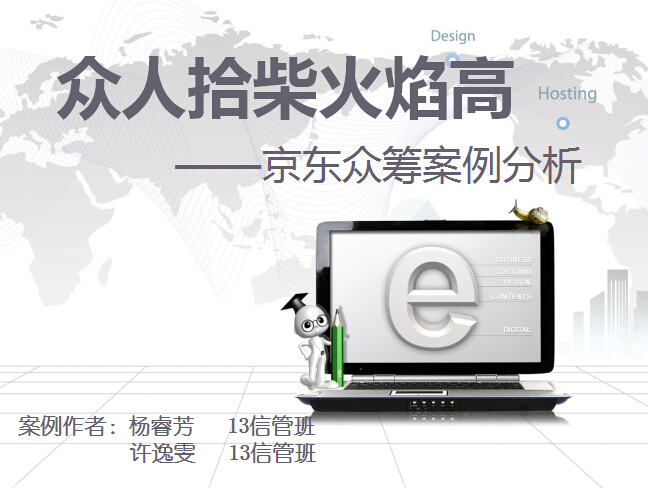 Design
众人拾柴火焰高
Hosting
——京东众筹案例分析
e
BUSINESS
CUSTOMO
DESIGN
CONTENTS
DIGITAL
案例作者：杨睿芳 13信管班
许逸雯 13信管班